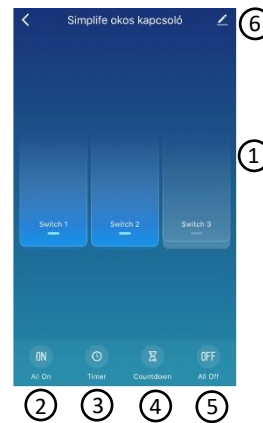 Simplife okos kapcsoló
6
1
Switch 1 Switch 2 Switch 3
ON OFF
All On Timer Countdown All Off
2 3 4 5